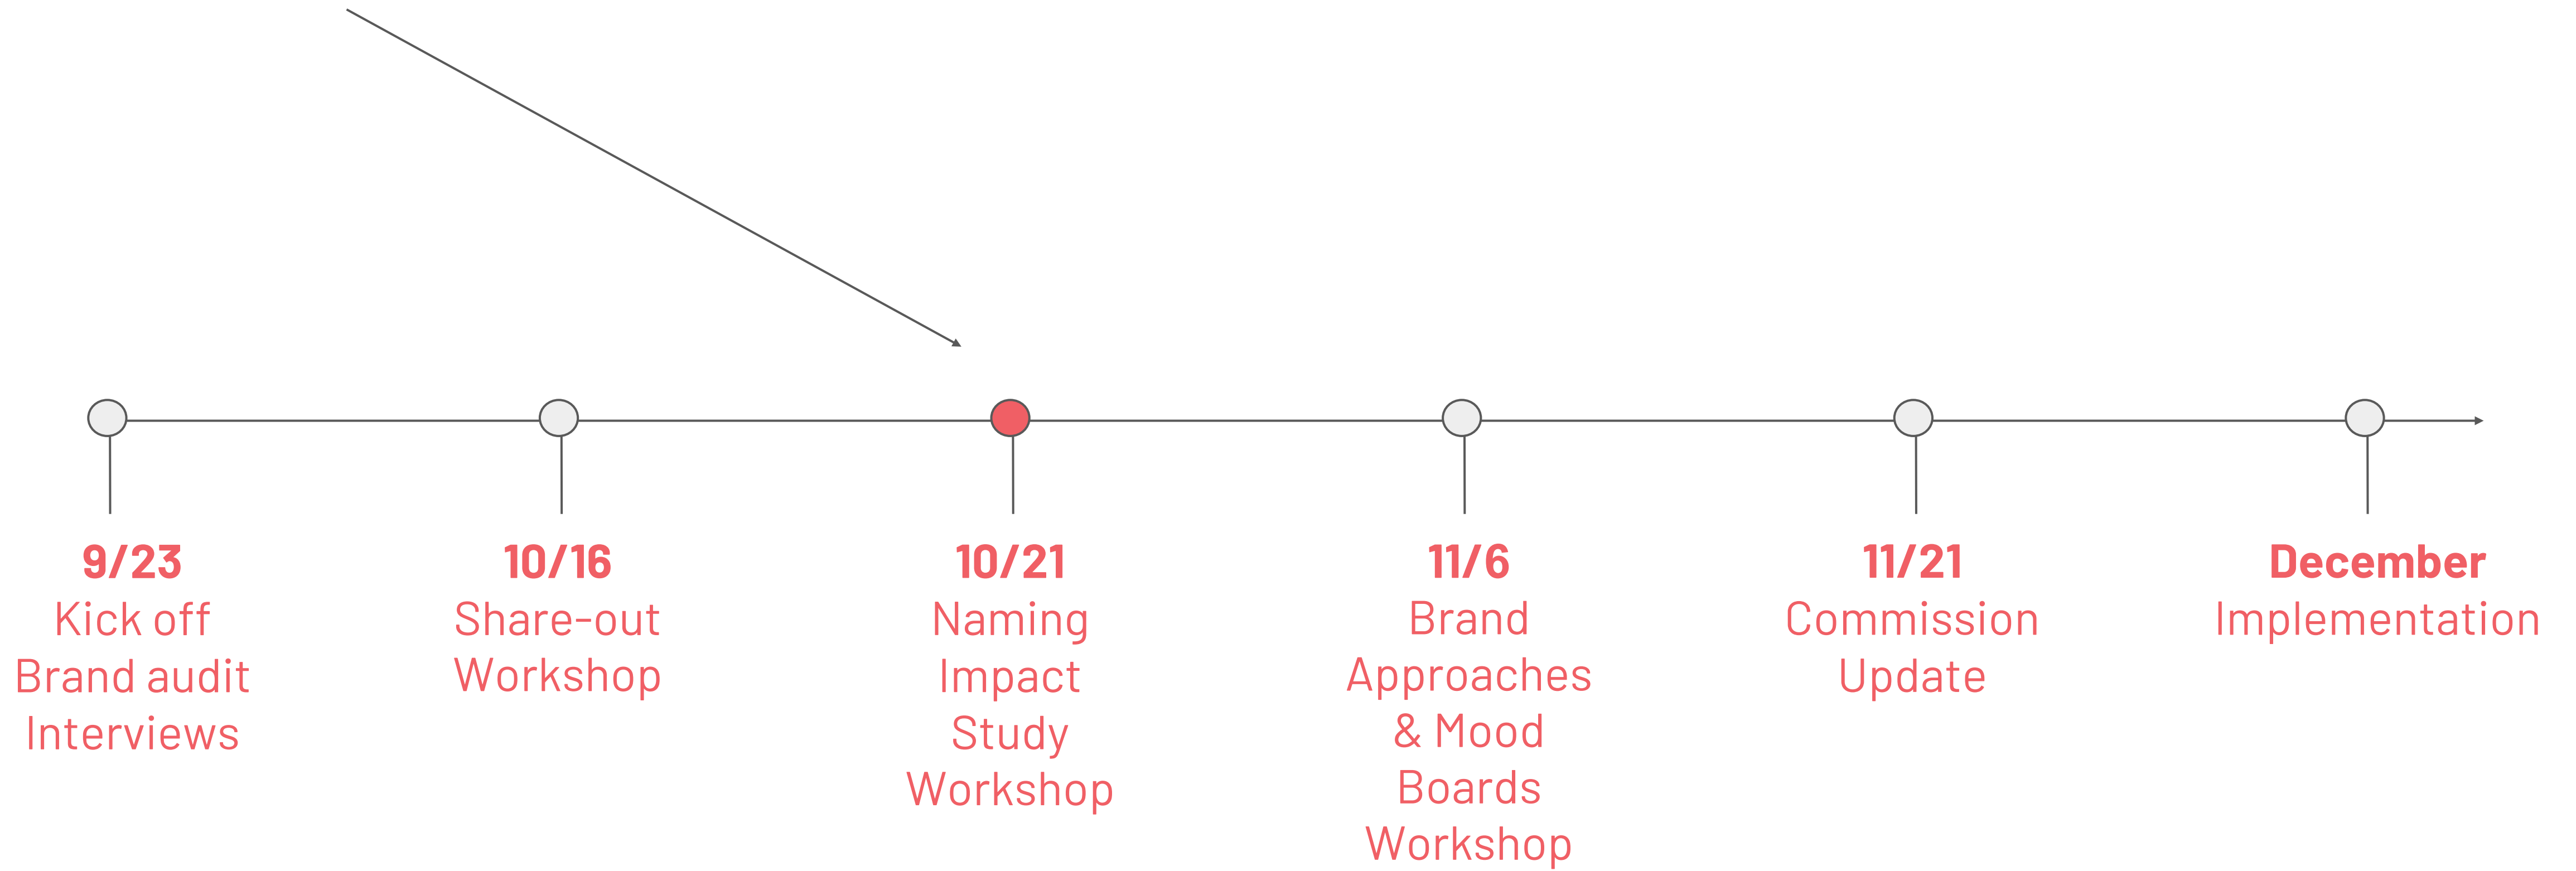 9/23
Kick off
Brand audit
Interviews
10/16
Share-out
Workshop
10/21
Naming
Impact
Study
Workshop
11/6
Brand
Approaches
& Mood
Boards
Workshop
11/21
Commission
Update
December
Implementation